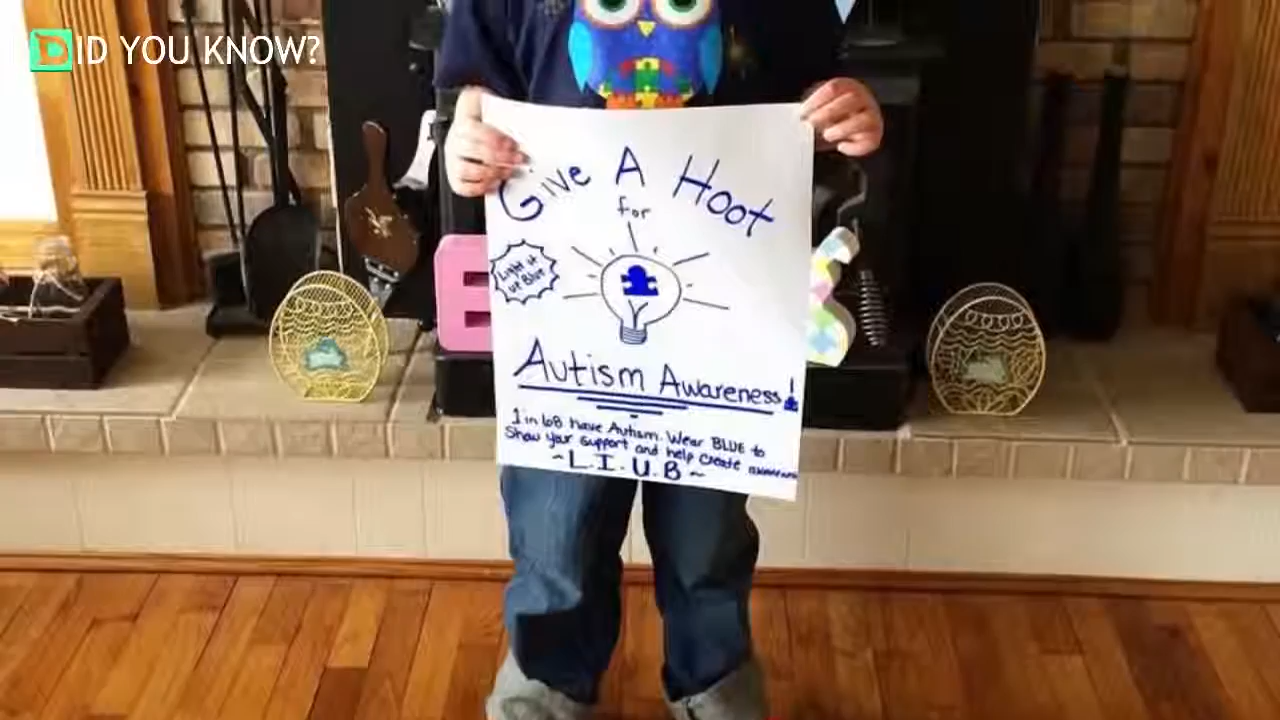 DID YOU KNOW?
Give A Hoot
for
Light it
up Blue
E
Autism Awareness!
1 in 68 have Autism. Wear BLUE to
Show your support and help create awareness
~L.I.U.B~